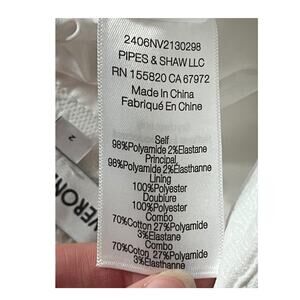 2406NV2130298
PIPES & SHAW LLC
RN 155820 CA 67972
Made In China
Fabriqué En Chine
Self
98%Polyamide 2%Elastane
Principal
98%Polyamide 2%Elasthanne
Lining
100%Polyester
Doublure
100%Polyester
Combo
70%Cotton 27%Polyamide
3%Elastane
Combo
70%Coton 27%Polyamide
3%Elasthanne
2
VERON